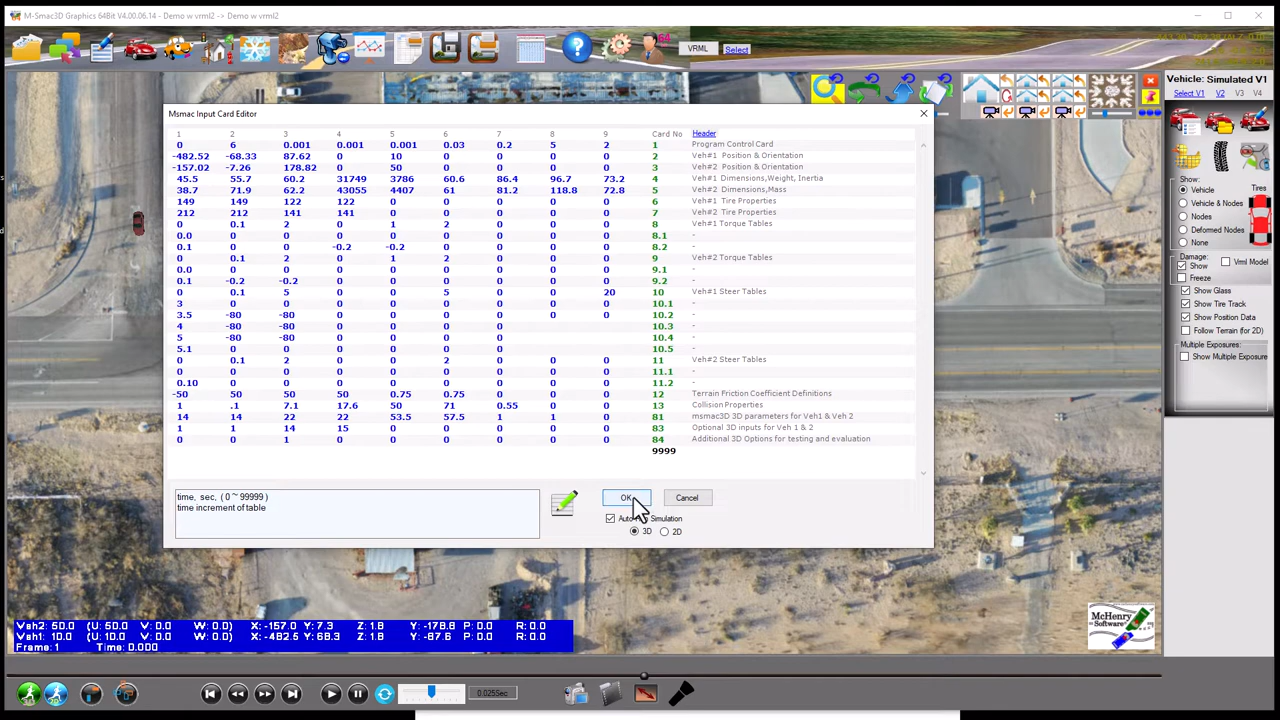 M-Smac3D Graphics 64Bit V4.00.06.14 - Demo w vrml2 -> Demo w vrml2
64
VRML Select
Vehicle: Simulated V1
Select V1 V2 V3 V4
Msmac Input Card Editor
1 2 3 4 5 6 7 8 9 Card No Header
0 6 0.001 0.001 0.001 0.03 0.2 5 2 1 Program Control Card
-482.52 -68.33 87.62 0 10 0 0 0 0 2 Veh#1 Position & Orientation
-157.02 -7.26 178.82 0 50 0 0 0 0 3 Veh#2 Position & Orientation
45.5 55.7 60.2 31749 3786 60.6 86.4 96.7 73.2 4 Veh#1 Dimensions,Weight, Inertia
38.7 71.9 62.2 43055 4407 61 81.2 118.8 72.8 5 Veh#2 Dimensions,Mass
149 149 122 122 0 0 0 0 0 6 Veh#1 Tire Properties
212 212 141 141 0 0 0 0 0 7 Veh#2 Tire Properties
0 0.1 2 0 1 2 0 0 0 8 Veh#1 Torque Tables
0.0 0 0 0 0 0 0 0 0 8.1 -
0.1 0 0 -0.2 -0.2 0 0 0 0 8.2 -
0 0.1 2 0 1 2 0 0 0 9 Veh#2 Torque Tables
0.0 0 0 0 0 0 0 0 0 9.1 -
0.1 -0.2 -0.2 0 0 0 0 0 0 9.2 -
0 0.1 5 0 0 5 0 0 20 10 Veh#1 Steer Tables
3 0 0 0 0 0 0 0 0 10.1 -
3.5 -80 -80 0 0 0 0 0 0 10.2 -
4 -80 -80 0 0 10.3 -
5 -80 -80 0 0 10.4 -
5.1 0 0 0 0 10.5 -
0 0.1 2 0 0 2 0 0 0 11 Veh#2 Steer Tables
0 0 0 0 0 0 0 0 0 11.1 -
0.10 0 0 0 0 0 0 0 0 11.2 -
-50 50 50 50 0.75 0.75 0 0 0 12 Terrain Friction Coefficient Definitions
1 .1 7.1 17.6 50 71 0.55 0 0 13 Collision Properties
14 14 22 22 53.5 57.5 1 1 0 81 msmac3D 3D parameters for Veh1 & Veh 2
1 1 14 15 0 0 0 0 0 83 Optional 3D inputs for Veh 1 & 2
0 0 1 0 0 0 0 0 0 84 Additional 3D Options for testing and evaluation
9999
time, sec, ( 0 ~ 99999 )
time increment of table
OK Cancel
Simulation
3D 2D
Show: Tires
Vehicle
Vehicle & Nodes
Nodes
Deformed Nodes
None
Damage:
Show Vrml Model
Freeze
Show Glass
Show Tire Track
Show Position Data
Follow Terrain (for 2D)
Multiple Exposures:
Show Multiple Exposure
Veh2: 50.0 (U: 50.0 V: 0.0 W: 0.0) X:-157.0 Y: 7.3 Z: 1.8 Y:-178.8 P: 0.0 R: 0.0
Veh1: 10.0 (U: 10.0 V: 0.0 W: 0.0) X:-482.5 Y: 68.3 Z: 1.8 Y:-87.6 P: 0.0 R: 0.0
Frame: 1 Time: 0.000
McHenry
Software
0.025Sec